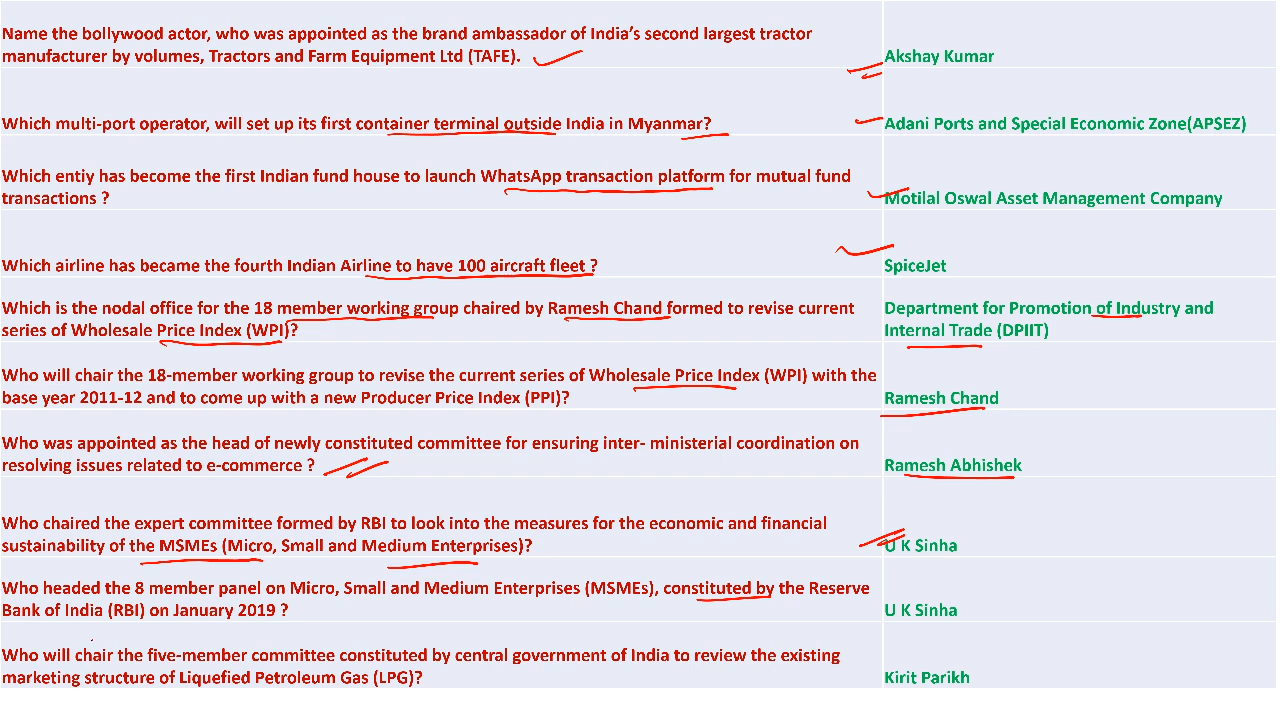 Name the bollywood actor, who was appointed as the brand ambassador of India's second largest tractor
manufacturer by volumes, Tractors and Farm Equipment Ltd (TAFE).
Akshay Kumar
Which multi-port operator, will set up its first container terminal outside India in Myanmar?
Adani Ports and Special Economic Zone(APSEZ)
Which entiy has become the first Indian fund house to launch WhatsApp transaction platform for mutual fund
transactions ?
Motilal Oswal Asset Management Company
Which airline has became the fourth Indian Airline to have 100 aircraft fleet ?
SpiceJet
Which is the nodal office for the 18 member working group chaired by Ramesh Chand formed to revise current
series of Wholesale Price Index (WPI)?
Department for Promotion of Industry and
Internal Trade (DPIIT)
Who will chair the 18-member working group to revise the current series of Wholesale Price Index (WPI) with the
base year 2011-12 and to come up with a new Producer Price Index (PPI)?
Ramesh Chand
Who was appointed as the head of newly constituted committee for ensuring inter- ministerial coordination on
resolving issues related to e-commerce ?
Ramesh Abhishek
Who chaired the expert committee formed by RBI to look into the measures for the economic and financial
sustainability of the MSMEs (Micro, Small and Medium Enterprises)?
U K Sinha
Who headed the 8 member panel on Micro, Small and Medium Enterprises (MSMEs), constituted by the Reserve
Bank of India (RBI) on January 2019 ?
U K Sinha
Who will chair the five-member committee constituted by central government of India to review the existing
marketing structure of Liquefied Petroleum Gas (LPG)?
Kirit Parikh